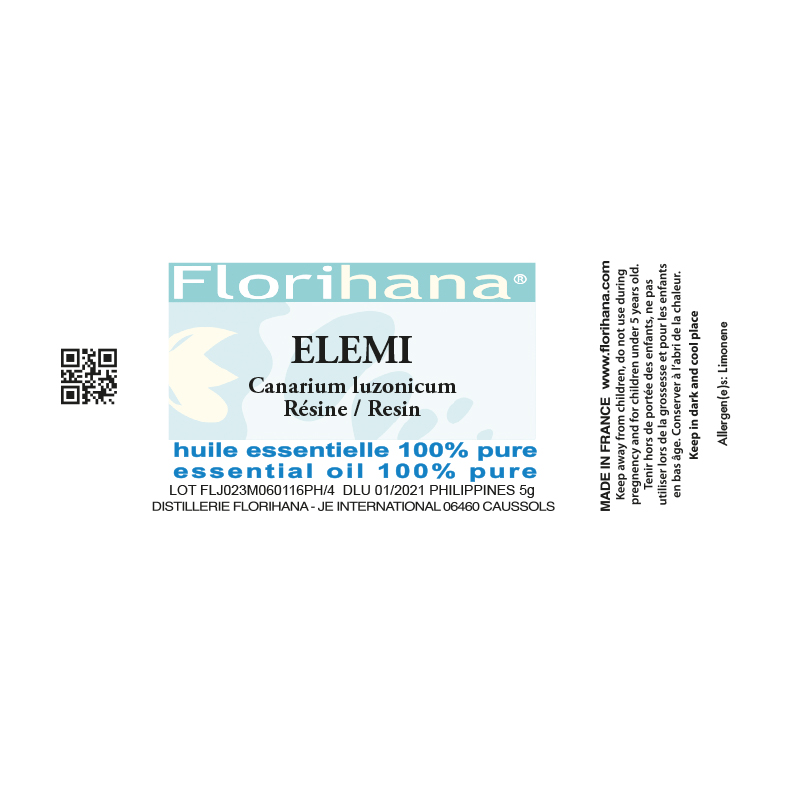 Florihana®
ELEMI
Canarium luzonicum
Résine / Resin
huile essentielle 100% pure
essential oil 100% pure
LOT FLJ023M060116PH/4 DLU 01/2021 PHILIPPINES 5g
DISTILLERIE FLORIHANA - JE INTERNATIONAL 06460 CAUSSOLS
MADE IN FRANCE www.florihana.com
Keep away from children, do not use during
pregnency and for children under 5 years old.
Tenir hors de portée des enfants, ne pas
utiliser lors de la grossesse et pour les enfants
en bas âge. Conserver à l'abri de la chaleur.
Keep in dark and cool place
Allergen(e)s: Limonene